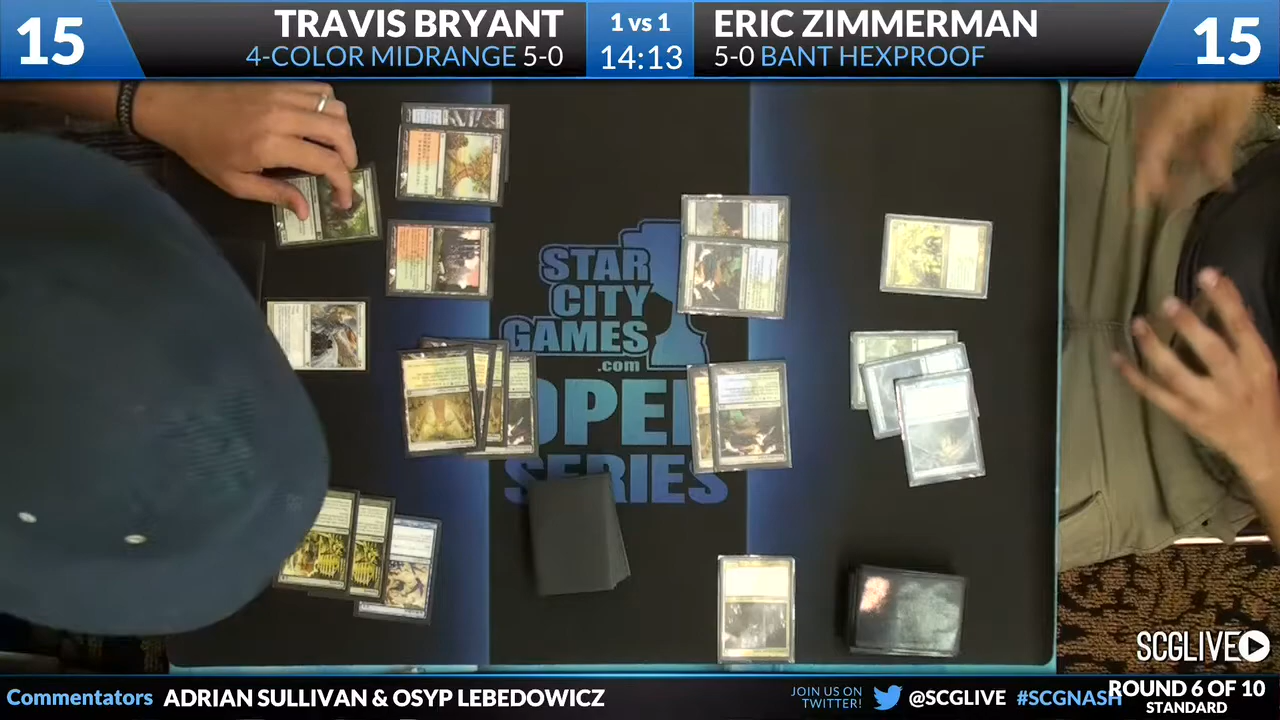 15
TRAVIS BRYANT
4-COLOR MIDRANGE 5-0
1 vs 1
14:13
ERIC ZIMMERMAN
5-0 BANT HEXPROOF
15
STAR
CITY
GAMES
.com
OPEN
SERIES
SCGLIVE
Commentators ADRIAN SULLIVAN & OSYP LEBEDOWICZ
JOIN US ON
TWITTER!
@SCGLIVE #SCGNASH
ROUND 6 OF 10
STANDARD